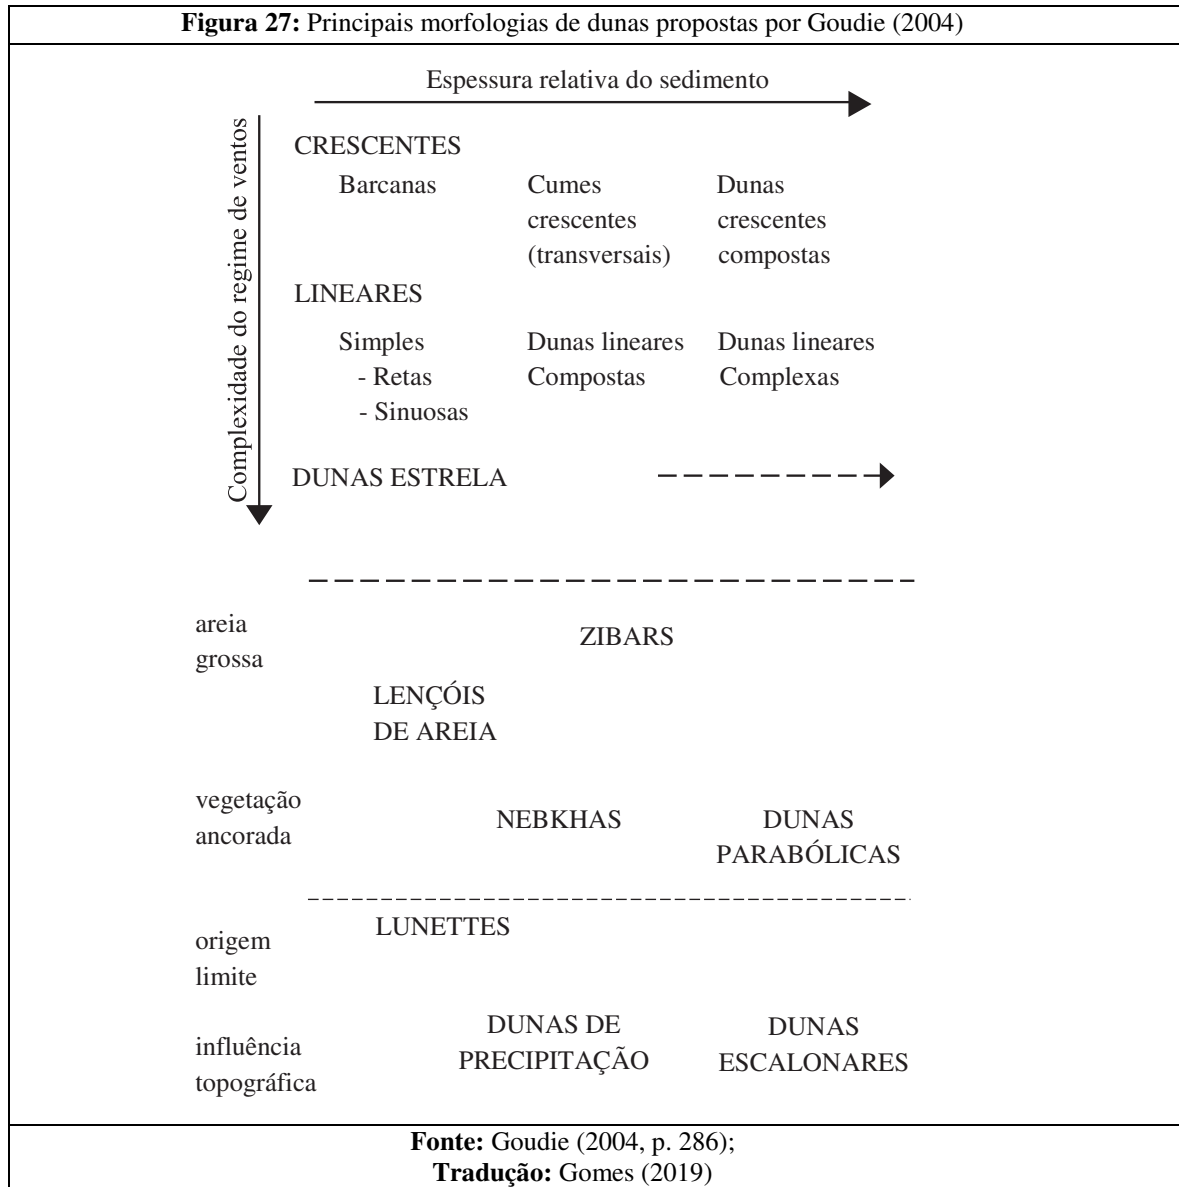 Figura 27: Principais morfologias de dunas propostas por Goudie (2004)
Espessura relativa do sedimento
Complexidade do regime de ventos
CRESCENTES
Barcanas
Cumes
crescentes
(transversais)
Dunas
crescentes
compostas
LINEARES
Simples
- Retas
- Sinuosas
Dunas lineares
Compostas
Dunas lineares
Complexas
DUNAS ESTRELA
areia
grossa
ZIBARS
LENÇÓIS
DE AREIA
vegetação
ancorada
NEBKHAS
DUNAS
PARABÓLICAS
LUNETTES
origem
limite
influência
topográfica
DUNAS DE
PRECIPITAÇÃO
DUNAS
ESCALONARES
Fonte: Goudie (2004, p. 286);
Tradução: Gomes (2019)